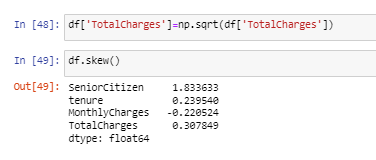 In [48]: df['TotalCharges']=np.sqrt(df['TotalCharges'])
In [49]: df.skew()
Out[49]: SeniorCitizen 1.833633
tenure 0.239540
MonthlyCharges -0.220524
TotalCharges 0.307849
dtype: float64